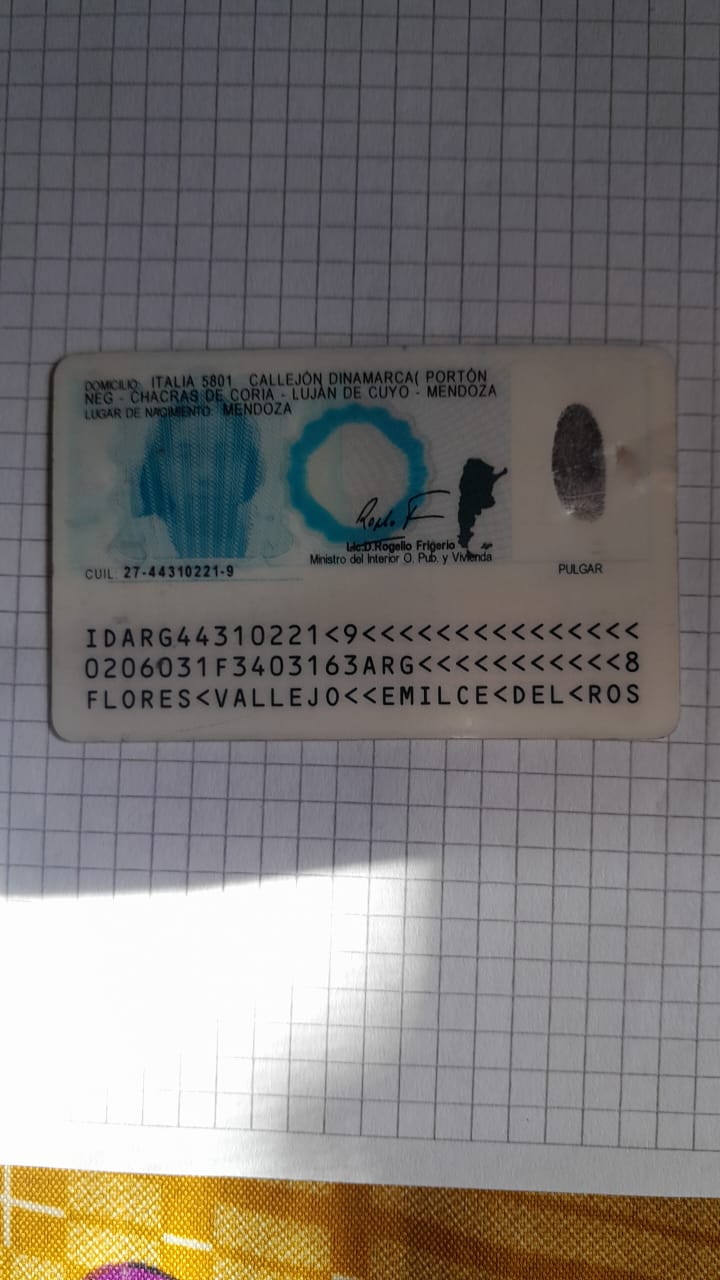 DOMICILIO: ITALIA 5801 CALLEJÓN DINAMARCA( PORTÓN
NEG - CHACRAS DE CORIA - LUJÁN DE CUYO - MENDOZA
LUGAR DE NACIMIENTO: MENDOZA
Lic.D.Rogelio Frigerio
Ministro del Interior O. Pub. y Vivienda
CUIL: 27-44310221-9
PULGAR
IDARG44310221<9<<<<<<<<<<<<<<<
0206031F3403163ARG<<<<<<<<<<<8
FLORES<VALLEJO<<EMILCE<DEL<ROS